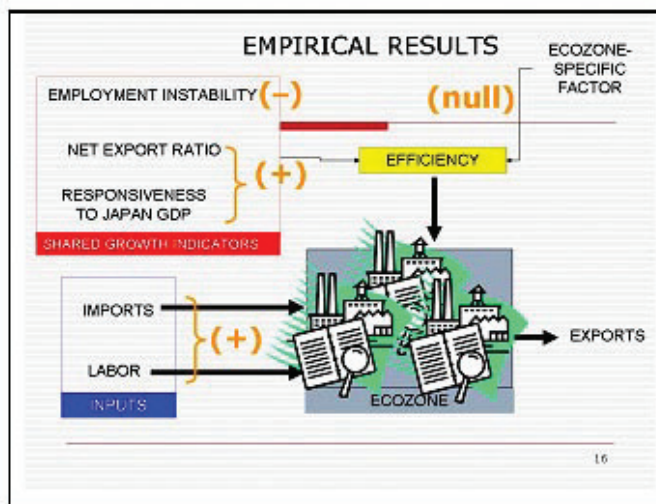 EMPIRICAL RESULTS
ECOZONE-
SPECIFIC
FACTOR
EMPLOYMENT INSTABILITY (-)
(null)
NET EXPORT RATIO
(+)
RESPONSIVENESS
TO JAPAN GDP
EFFICIENCY
SHARED GROWTH INDICATORS
IMPORTS
(+)
LABOR
INPUTS
EXPORTS
ECOZONE
16